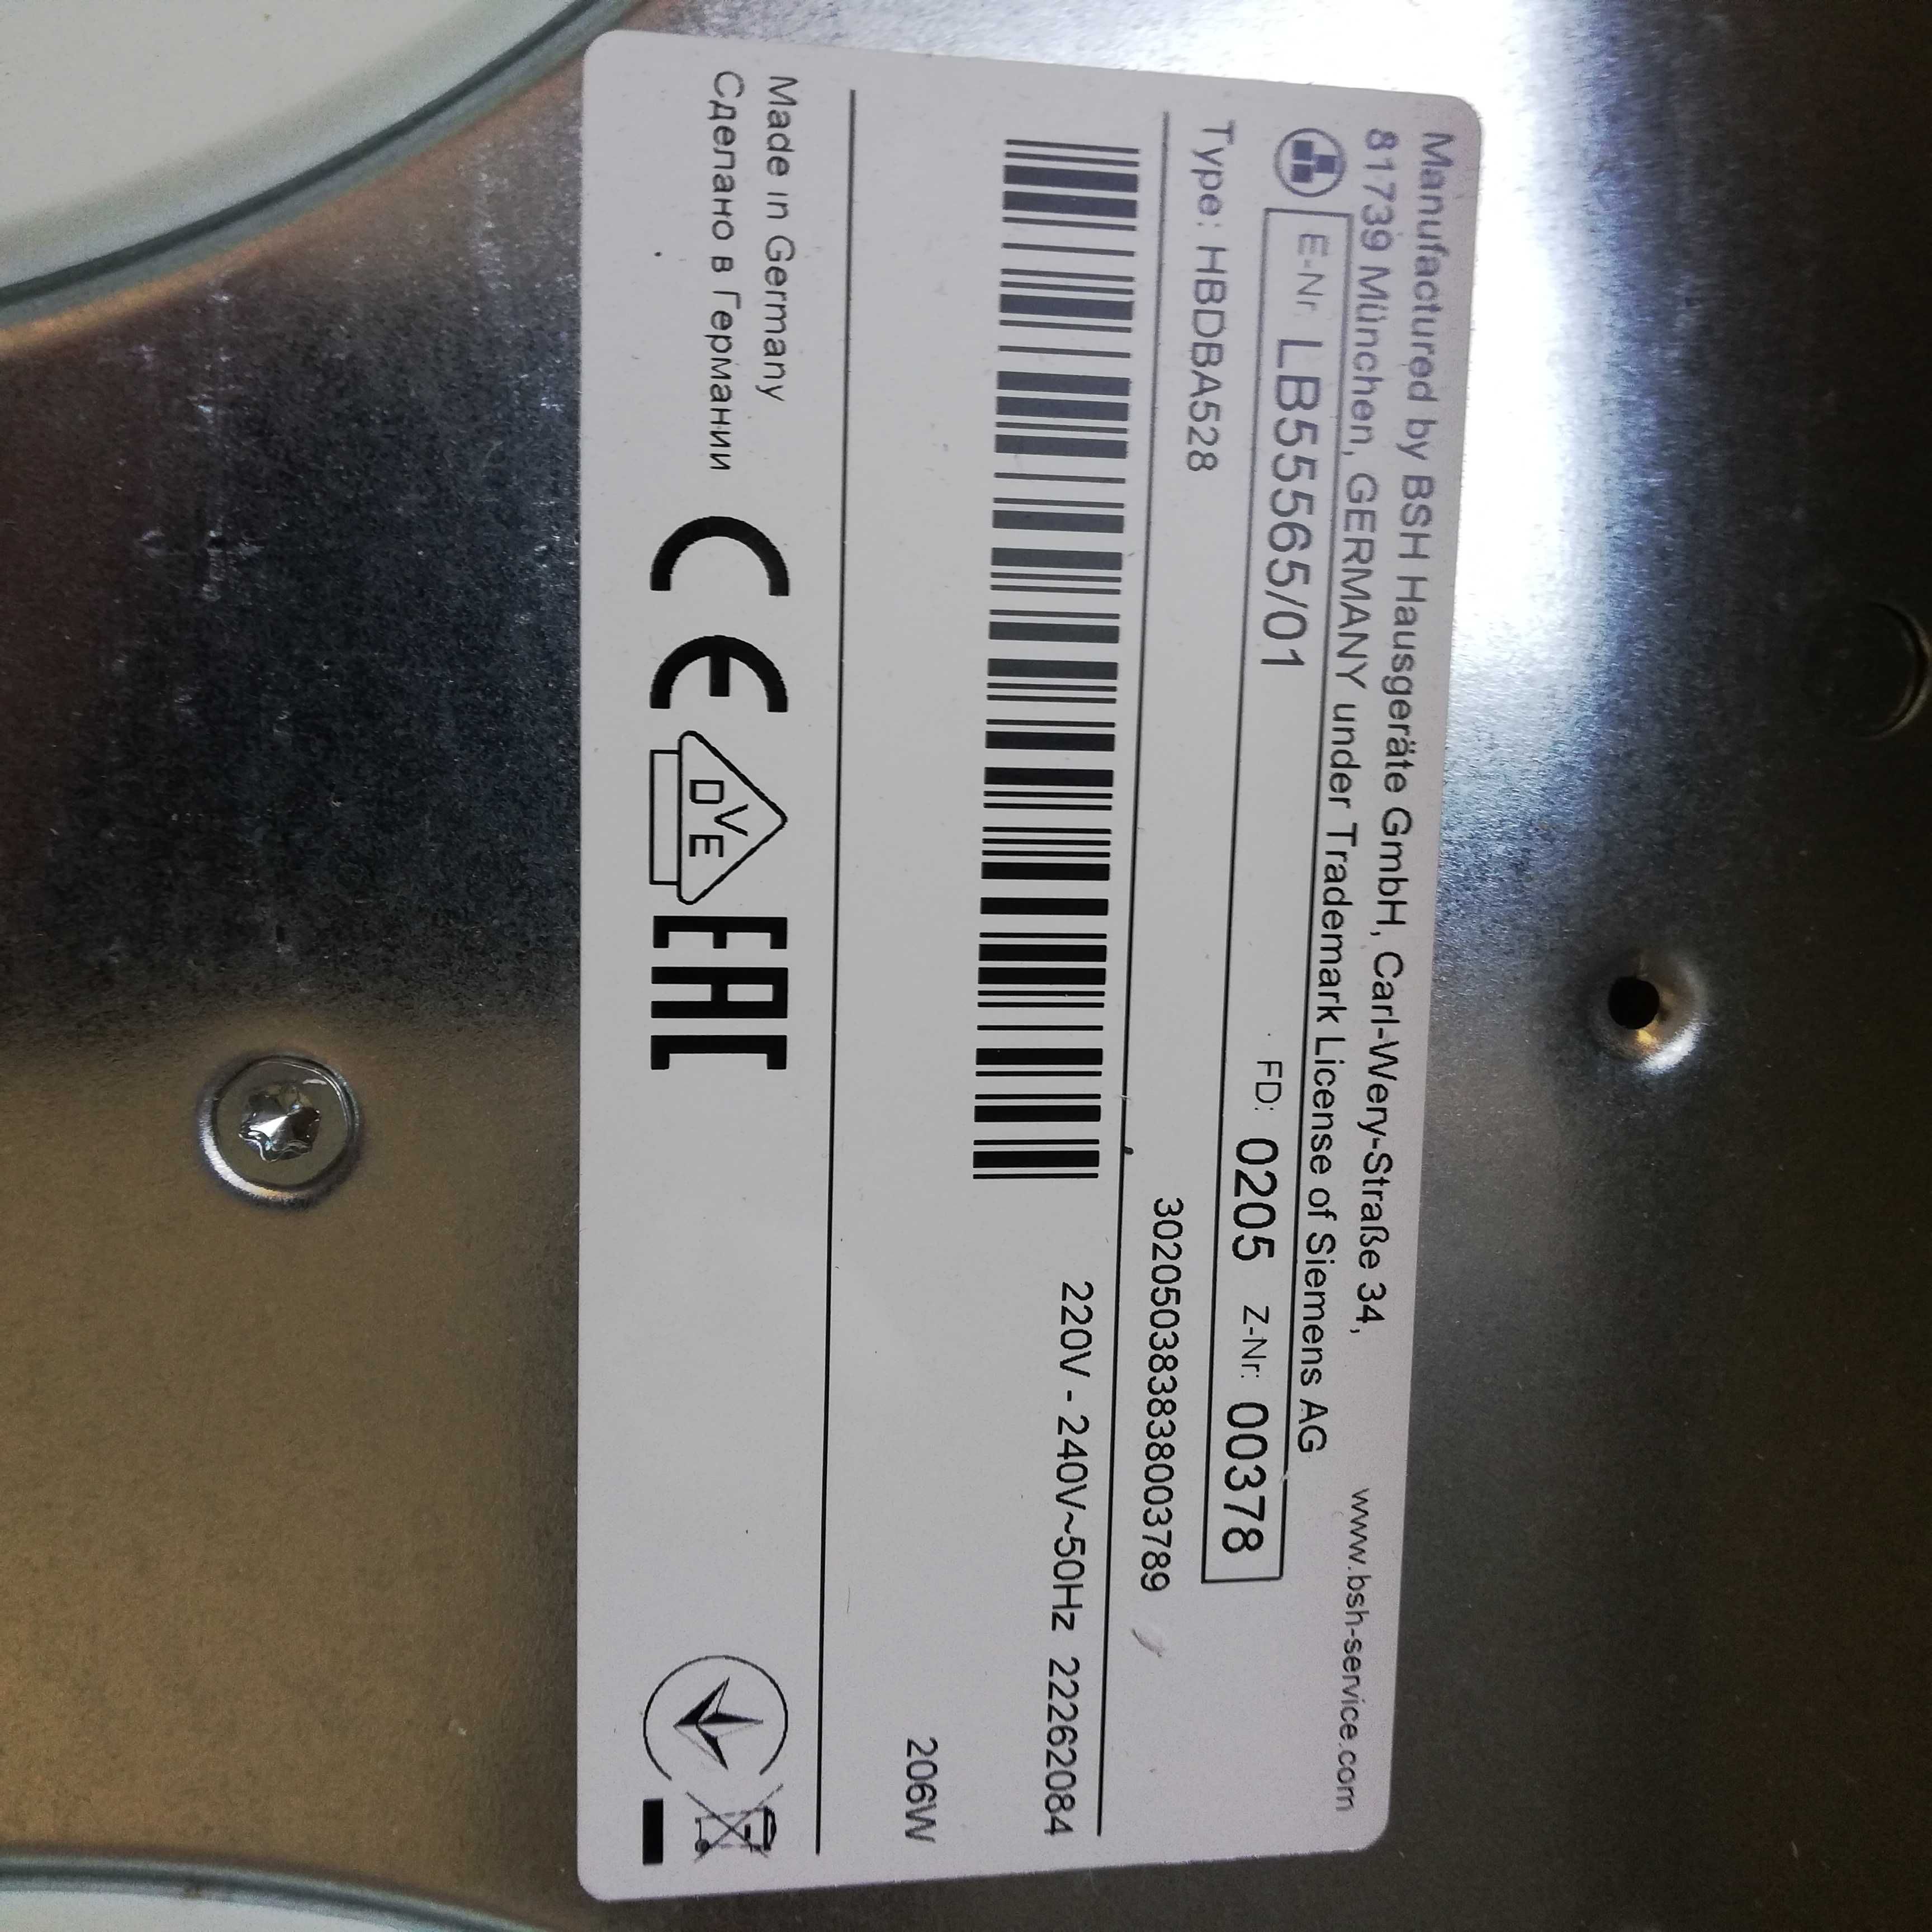 Manufactured by BSH Hausgeräte GmbH, Carl-Wery-Straße 34,
81739 München, GERMANY under Trademark License of Siemens AG
www.bsh-service.com
E-Nr. LB55565/01 FD: 0205 Z-Nr: 00378
Type: HBDBA528
302050383838003789
220V - 240V~50Hz 22262084
206W
Made in Germany
Сделано в Германии
CE
DVE
EAC